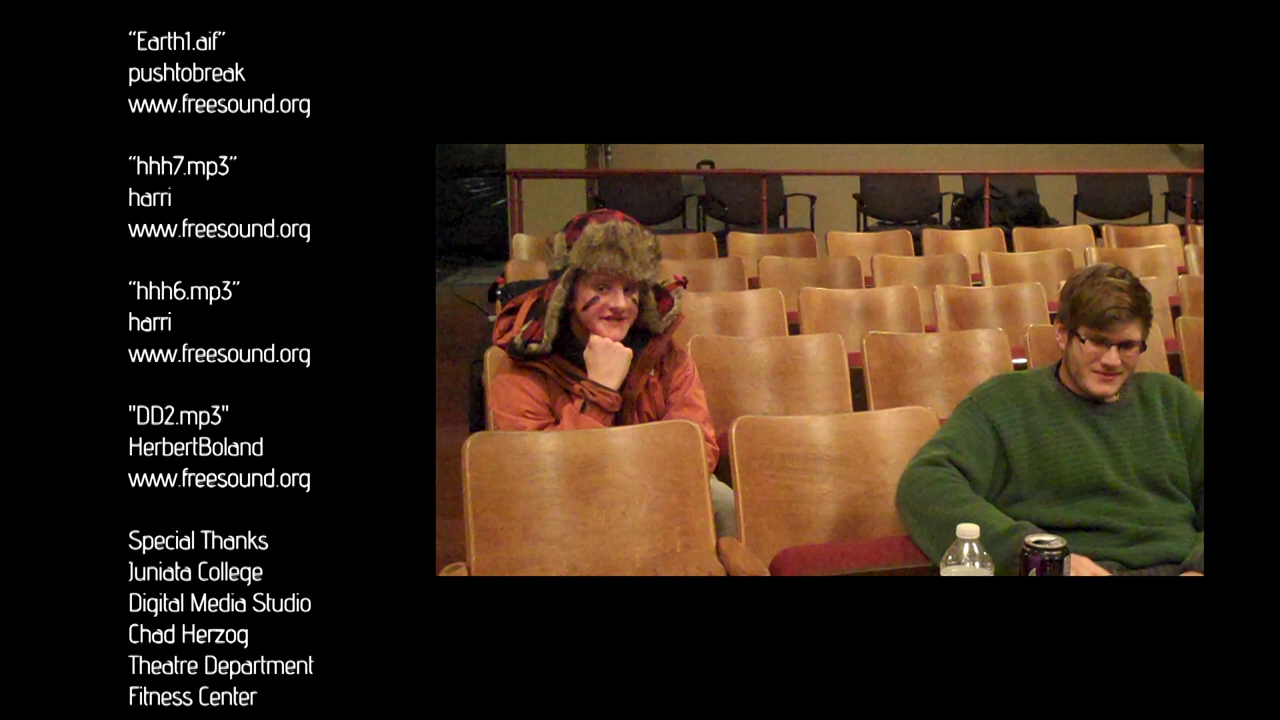 “Earth1.aif”
pushtobreak
www.freesound.org
“hhh7.mp3”
harri
www.freesound.org
“hhh6.mp3”
harri
www.freesound.org
"DD2.mp3"
HerbertBoland
www.freesound.org
Special Thanks
Juniata College
Digital Media Studio
Chad Herzog
Theatre Department
Fitness Center